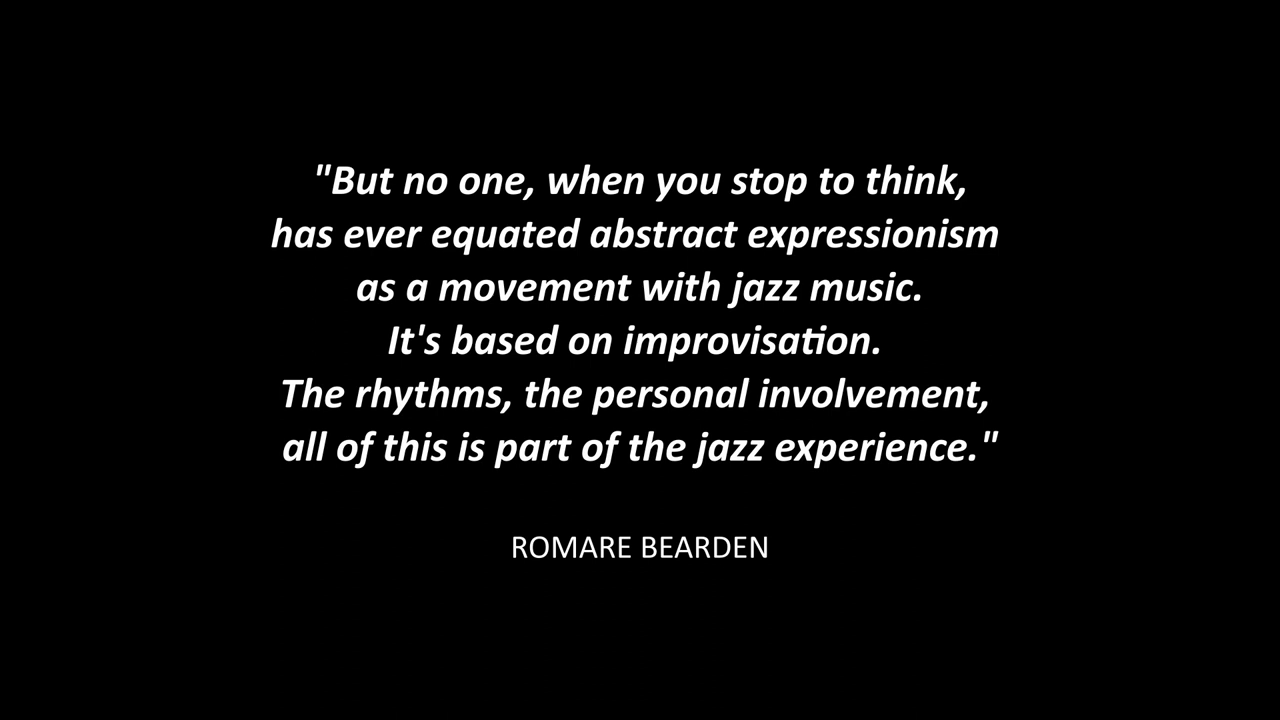 "But no one, when you stop to think,
has ever equated abstract expressionism
as a movement with jazz music.
It's based on improvisation.
The rhythms, the personal involvement,
all of this is part of the jazz experience."
ROMARE BEARDEN